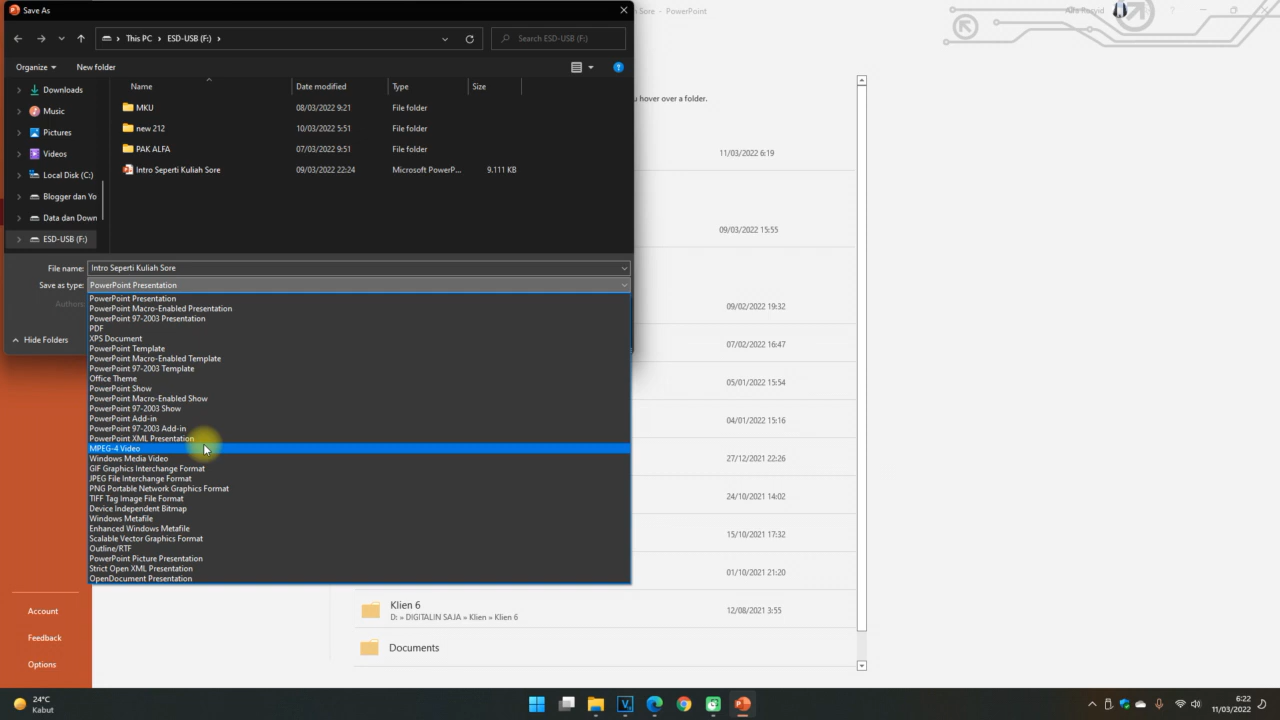 Save As
Sore - PowerPoint
This PC
ESD-USB (F:)
Search ESD-USB (F:)
Organize
New folder
Name
Date modified
Type
Size
Downloads
Music
Pictures
Videos
Local Disk (C:)
Blogger dan Yo
Data dan Down
ESD-USB (F:)
MKU 08/03/2022 9:21 File folder
new 212 10/03/2022 5:51 File folder
PAK ALFA 07/03/2022 9:51 File folder
Intro Seperti Kuliah Sore 09/03/2022 22:24 Microsoft PowerP... 9.111 KB
File name: Intro Seperti Kuliah Sore
Save as type: PowerPoint Presentation
Authors:
Hide Folders
PowerPoint Presentation
PowerPoint Macro-Enabled Presentation
PowerPoint 97-2003 Presentation
PDF
XPS Document
PowerPoint Template
PowerPoint Macro-Enabled Template
PowerPoint 97-2003 Template
Office Theme
PowerPoint Show
PowerPoint Macro-Enabled Show
PowerPoint 97-2003 Show
PowerPoint Add-in
PowerPoint 97-2003 Add-in
PowerPoint XML Presentation
MPEG-4 Video
Windows Media Video
GIF Graphics Interchange Format
JPEG File Interchange Format
PNG Portable Network Graphics Format
TIFF Tag Image File Format
Device Independent Bitmap
Windows Metafile
Enhanced Windows Metafile
Scalable Vector Graphics Format
Outline/RTF
PowerPoint Picture Presentation
Strict Open XML Presentation
OpenDocument Presentation
u hover over a folder.
11/03/2022 6:19
09/03/2022 15:55
09/02/2022 19:32
07/02/2022 16:47
05/01/2022 15:54
04/01/2022 15:16
27/12/2021 22:26
24/10/2021 14:02
15/10/2021 17:32
01/10/2021 21:20
Klien 6 12/08/2021 3:55
D: » DIGITALIN SAJA » Klien » Klien 6
Documents
Account
Feedback
Options
24°C
Kabut
6:22
11/03/2022